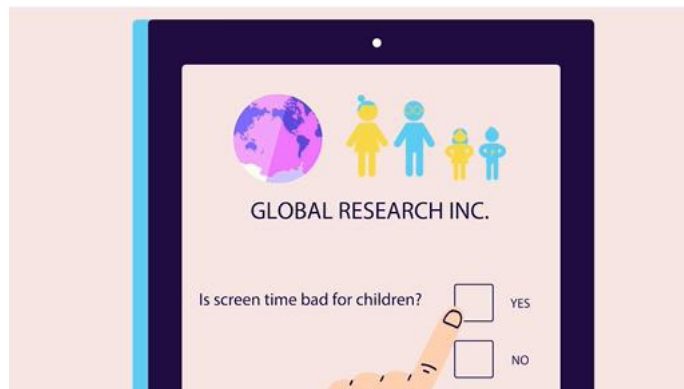 GLOBAL RESEARCH INC.
Is screen time bad for children?
YES
NO